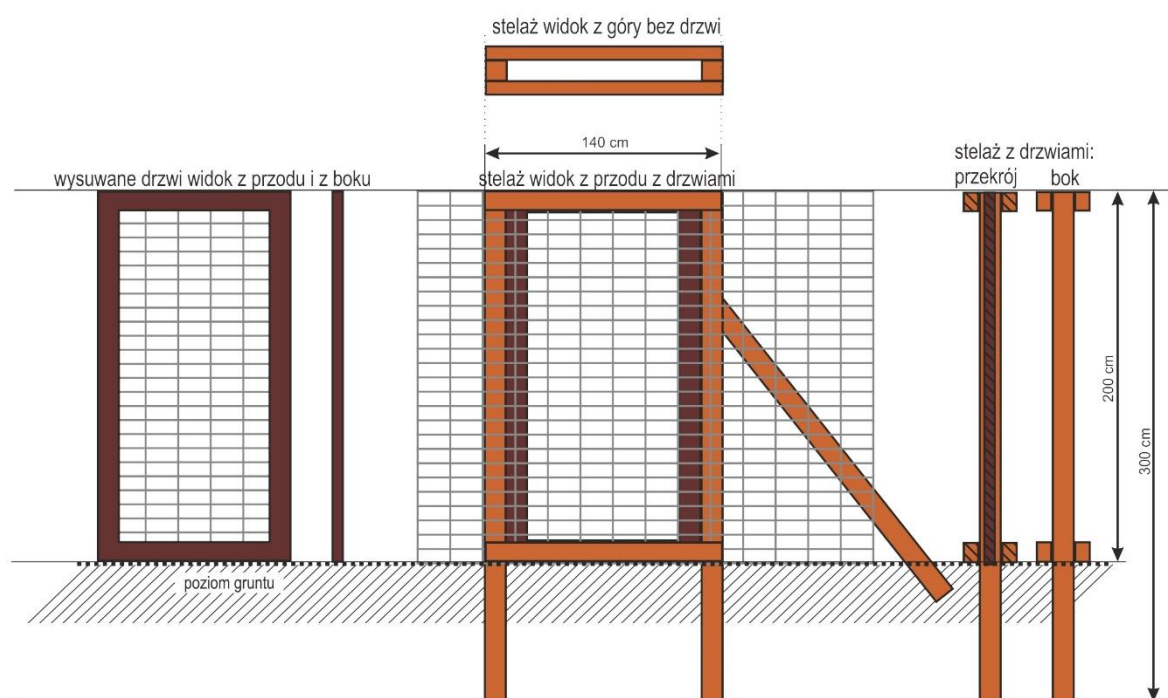 stelaż widok z góry bez drzwi
140 cm
wysuwane drzwi widok z przodu i z boku
stelaż widok z przodu z drzwiami
stelaż z drzwiami:
przekrój
bok
200 cm
300 cm
poziom gruntu